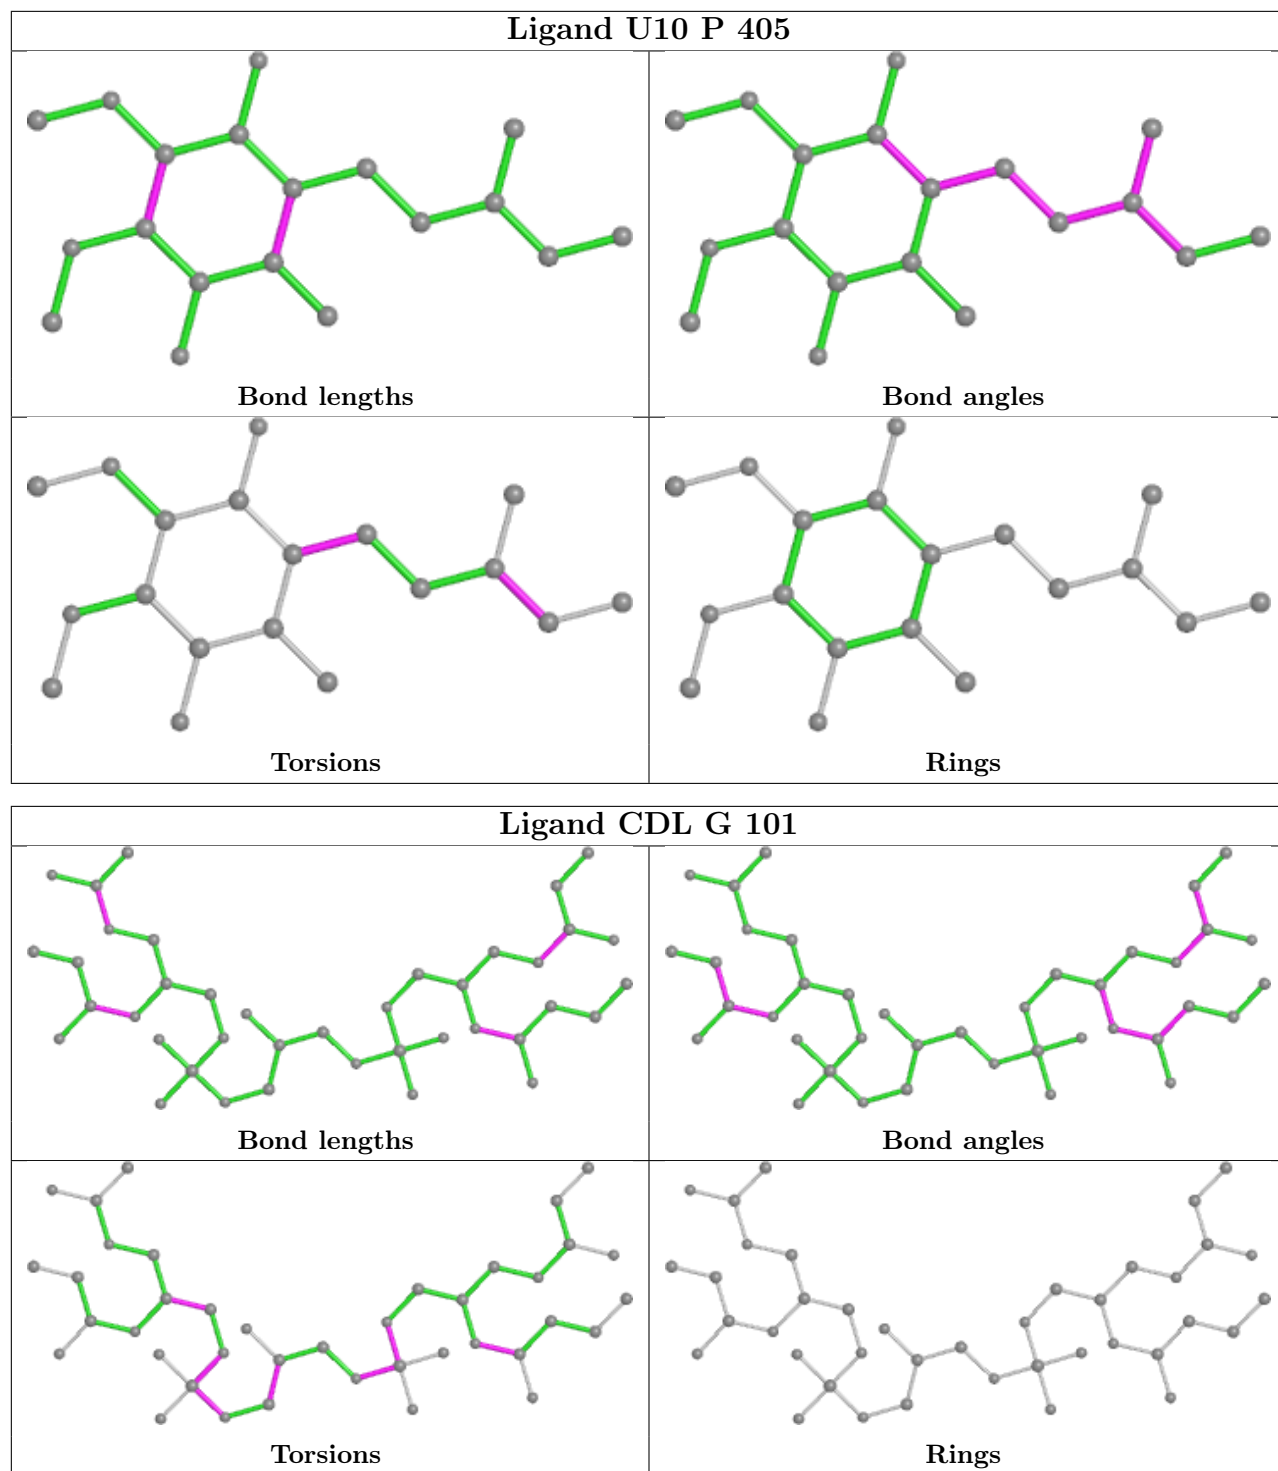 Ligand U10 P 405
Bond lengths
Bond angles
Torsions
Rings
Ligand CDL G 101
Bond lengths
Bond angles
Torsions
Rings